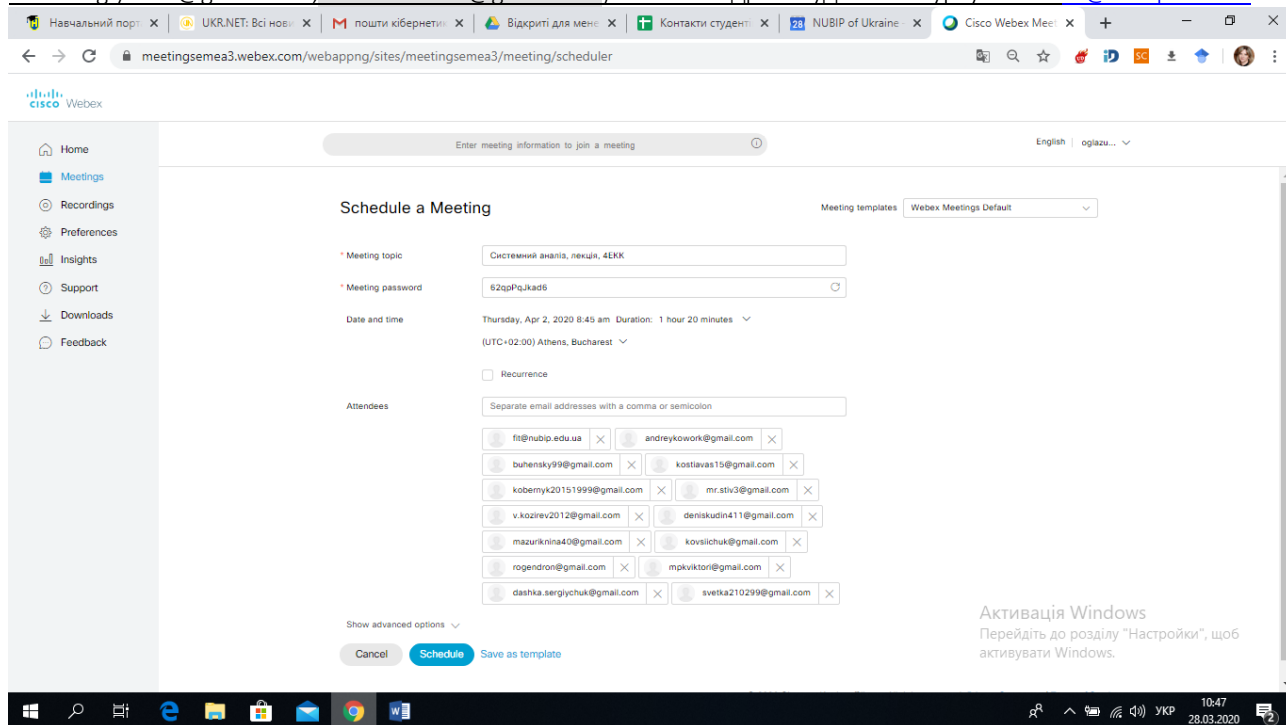 Навчальний порт
UKR.NET: Всі нови
пошти кібернети
Відкриті для мене
Контакти студенті
28 NUBIP of Ukraine -
Cisco Webex Meet
meetingsemea3.webex.com/webappng/sites/meetingsemea3/meeting/scheduler
SC
CISCO Webex
Enter meeting information to join a meeting
English | oglazu...
Home
Meetings
Recordings
Preferences
Insights
Support
Downloads
Feedback
Schedule a Meeting
Meeting templates Webex Meetings Default
* Meeting topic Системний аналіз, лекція, 4ЕКК
* Meeting password 62qpPqJkad6
Date and time Thursday, Apr 2, 2020 8:45 am Duration: 1 hour 20 minutes
(UTC+02:00) Athens, Bucharest
Recurrence
Attendees Separate email addresses with a comma or semicolon
fit@nubip.edu.ua andreykowork@gmail.com
buhensky99@gmail.com kostiavas15@gmail.com
kobernyk20151999@gmail.com mr.stiv3@gmail.com
v.kozirev2012@gmail.com deniskudin411@gmail.com
mazuriknina40@gmail.com kovsiichuk@gmail.com
rogendron@gmail.com mpkviktori@gmail.com
dashka.sergiychuk@gmail.com svetka210299@gmail.com
Show advanced options
Cancel Schedule Save as template
Активація Windows
Перейдіть до розділу "Настройки", щоб
активувати Windows.
УКР 10:47
28.03.2020
2